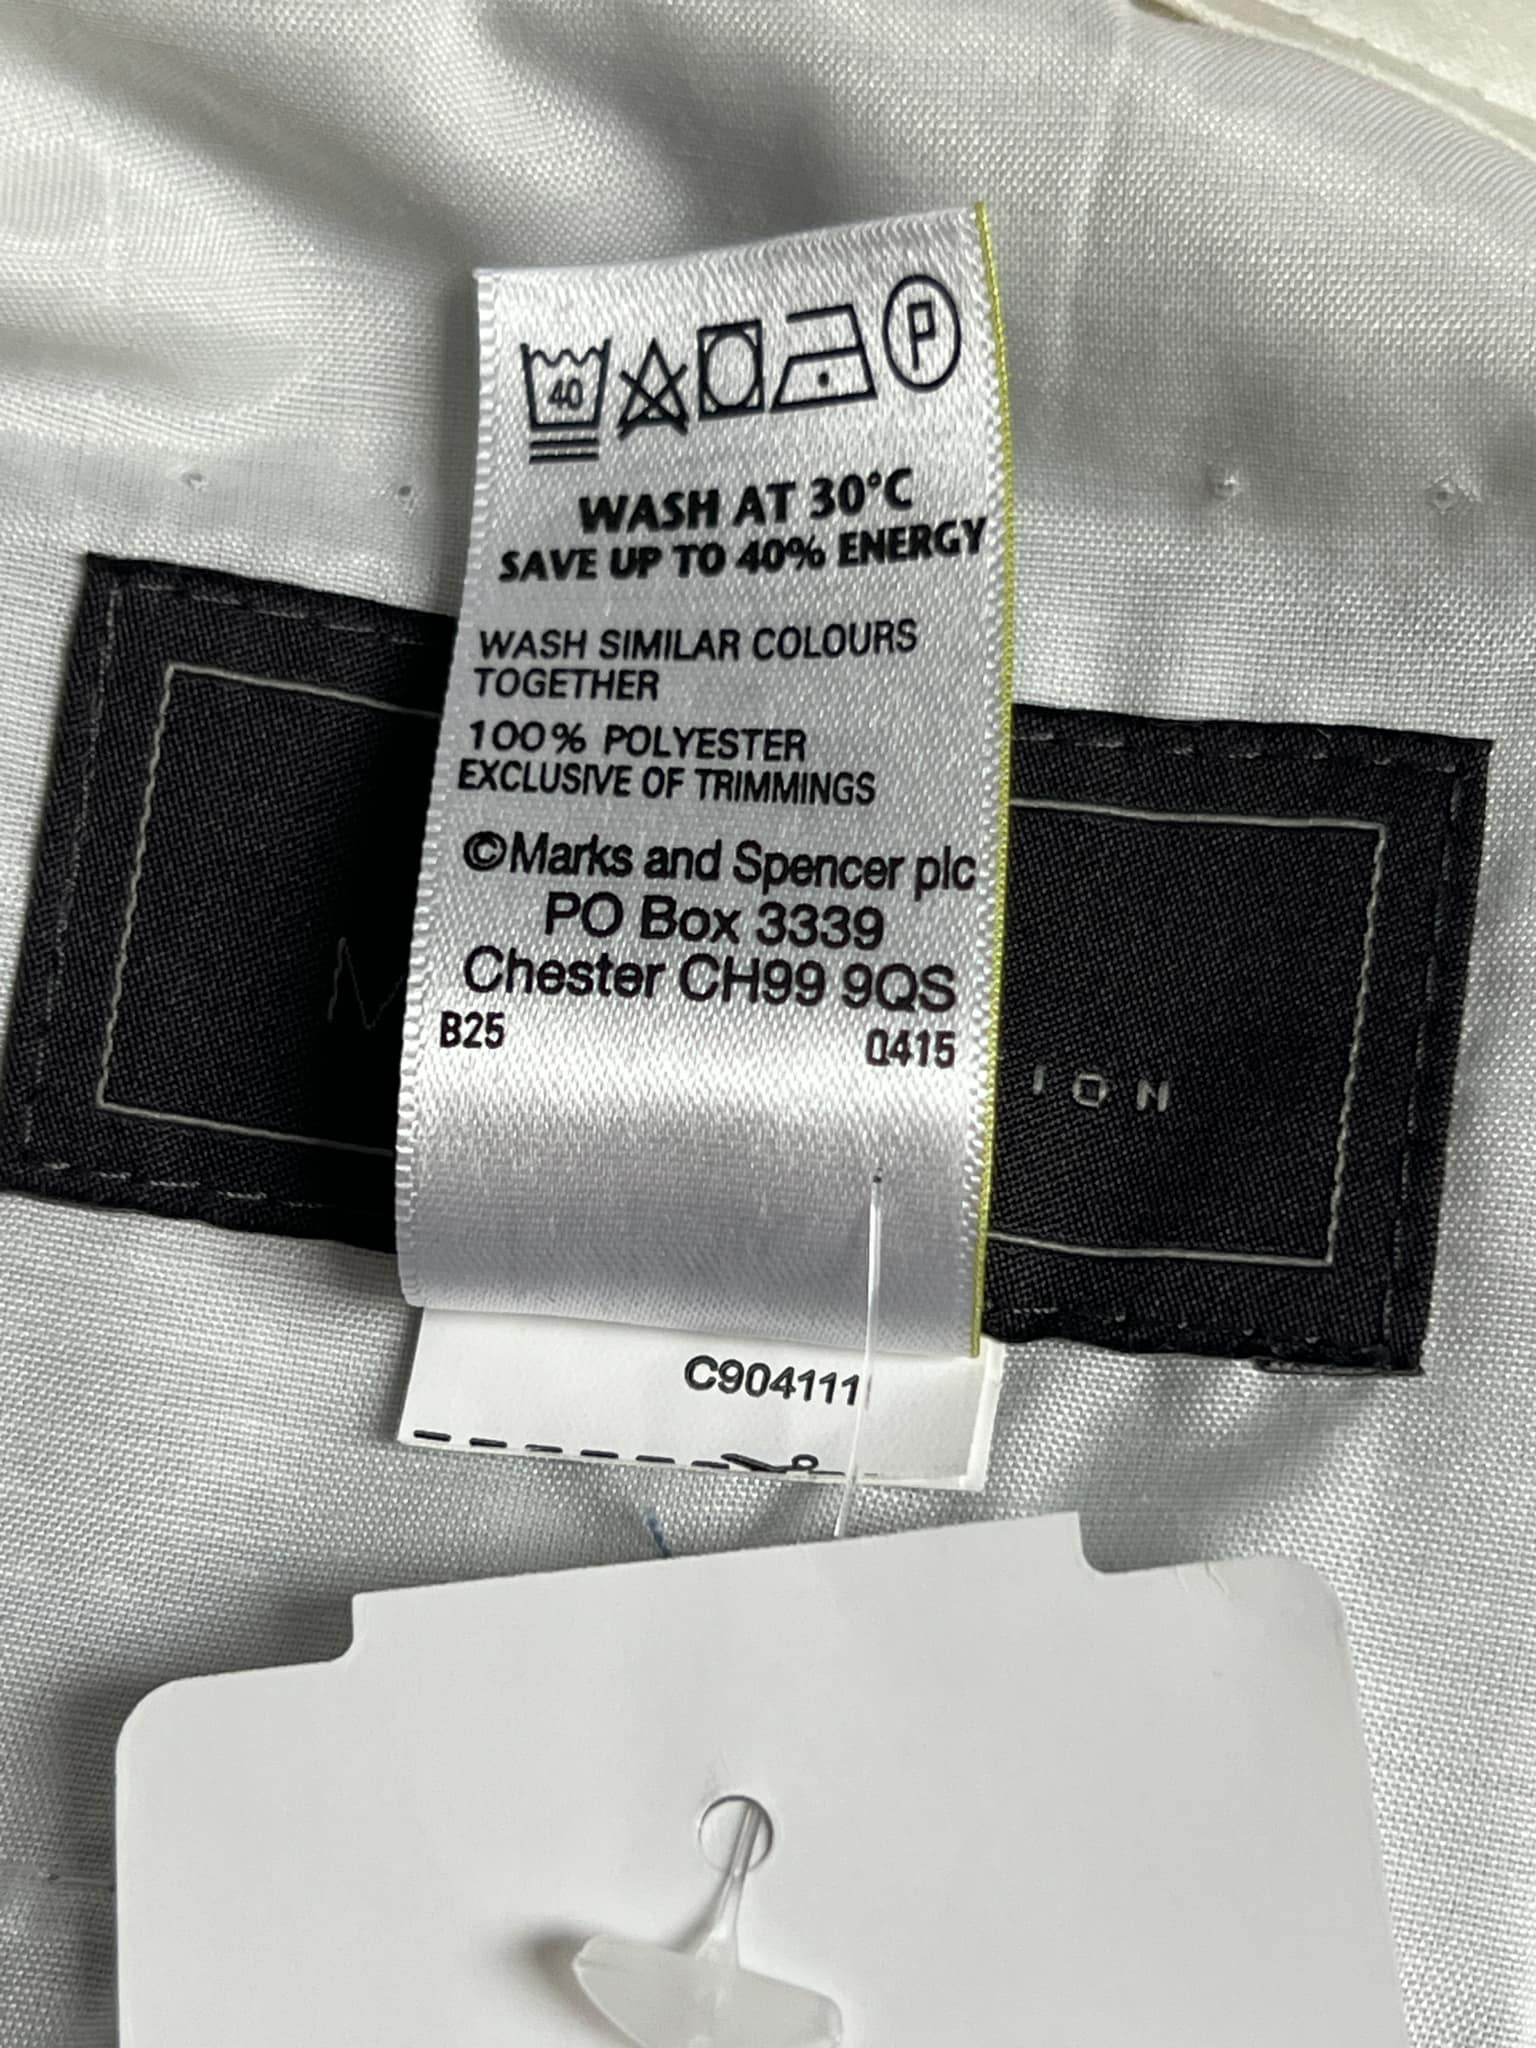 40
P
WASH AT 30°C
SAVE UP TO 40% ENERGY
WASH SIMILAR COLOURS
TOGETHER
100% POLYESTER
EXCLUSIVE OF TRIMMINGS
©Marks and Spencer plc
PO Box 3339
Chester CH99 9QS
B25 0415
C904111